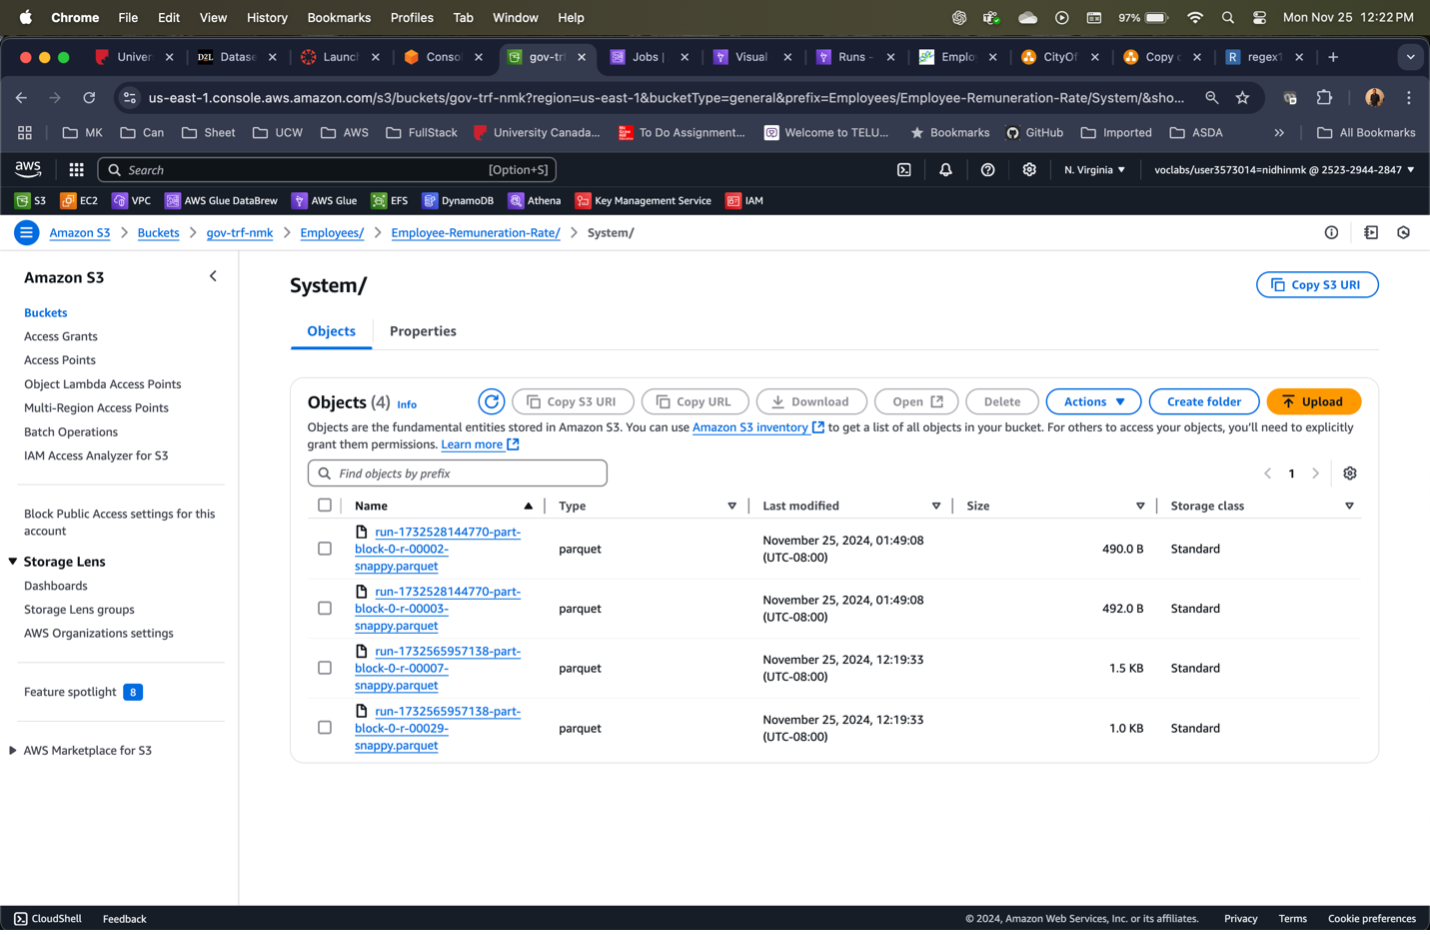 Chrome File Edit View History Bookmarks Profiles Tab Window Help 97% Mon Nov 25 12:22 PM
Univer D2L Datase Launch Conso gov-tr Jobs | Visual Runs - Emplo CityOf Copy R regex1
us-east-1.console.aws.amazon.com/s3/buckets/gov-trf-nmk?region=us-east-1&bucketType=general&prefix=Employees/Employee-Remuneration-Rate/System/&sho...
MK Can Sheet UCW AWS FullStack University Canada... To Do Assignment... Welcome to TELU... Bookmarks GitHub Imported ASDA » All Bookmarks
aws Search [Option+S] N. Virginia voclabs/user3573014=nidhinmk @ 2523-2944-2847
S3 EC2 VPC AWS Glue DataBrew AWS Glue EFS DynamoDB Athena Key Management Service IAM
Amazon S3 > Buckets > gov-trf-nmk > Employees/ > Employee-Remuneration-Rate/ > System/
Amazon S3
Buckets
Access Grants
Access Points
Object Lambda Access Points
Multi-Region Access Points
Batch Operations
IAM Access Analyzer for S3
Block Public Access settings for this
account
Storage Lens
Dashboards
Storage Lens groups
AWS Organizations settings
Feature spotlight 8
AWS Marketplace for S3
System/
Copy S3 URI
Objects Properties
Objects (4) Info
Copy S3 URI Copy URL Download Open Delete Actions Create folder Upload
Objects are the fundamental entities stored in Amazon S3. You can use Amazon S3 inventory to get a list of all objects in your bucket. For others to access your objects, you'll need to explicitly
grant them permissions. Learn more
Find objects by prefix
1
Name Type Last modified Size Storage class
run-1732528144770-part-
block-0-r-00002-
snappy.parquet
parquet
November 25, 2024, 01:49:08
(UTC-08:00)
490.0 B
Standard
run-1732528144770-part-
block-0-r-00003-
snappy.parquet
parquet
November 25, 2024, 01:49:08
(UTC-08:00)
492.0 B
Standard
run-1732565957138-part-
block-0-r-00007-
snappy.parquet
parquet
November 25, 2024, 12:19:33
(UTC-08:00)
1.5 KB
Standard
run-1732565957138-part-
block-0-r-00029-
snappy.parquet
parquet
November 25, 2024, 12:19:33
(UTC-08:00)
1.0 KB
Standard
CloudShell Feedback © 2024, Amazon Web Services, Inc. or its affiliates. Privacy Terms Cookie preferences